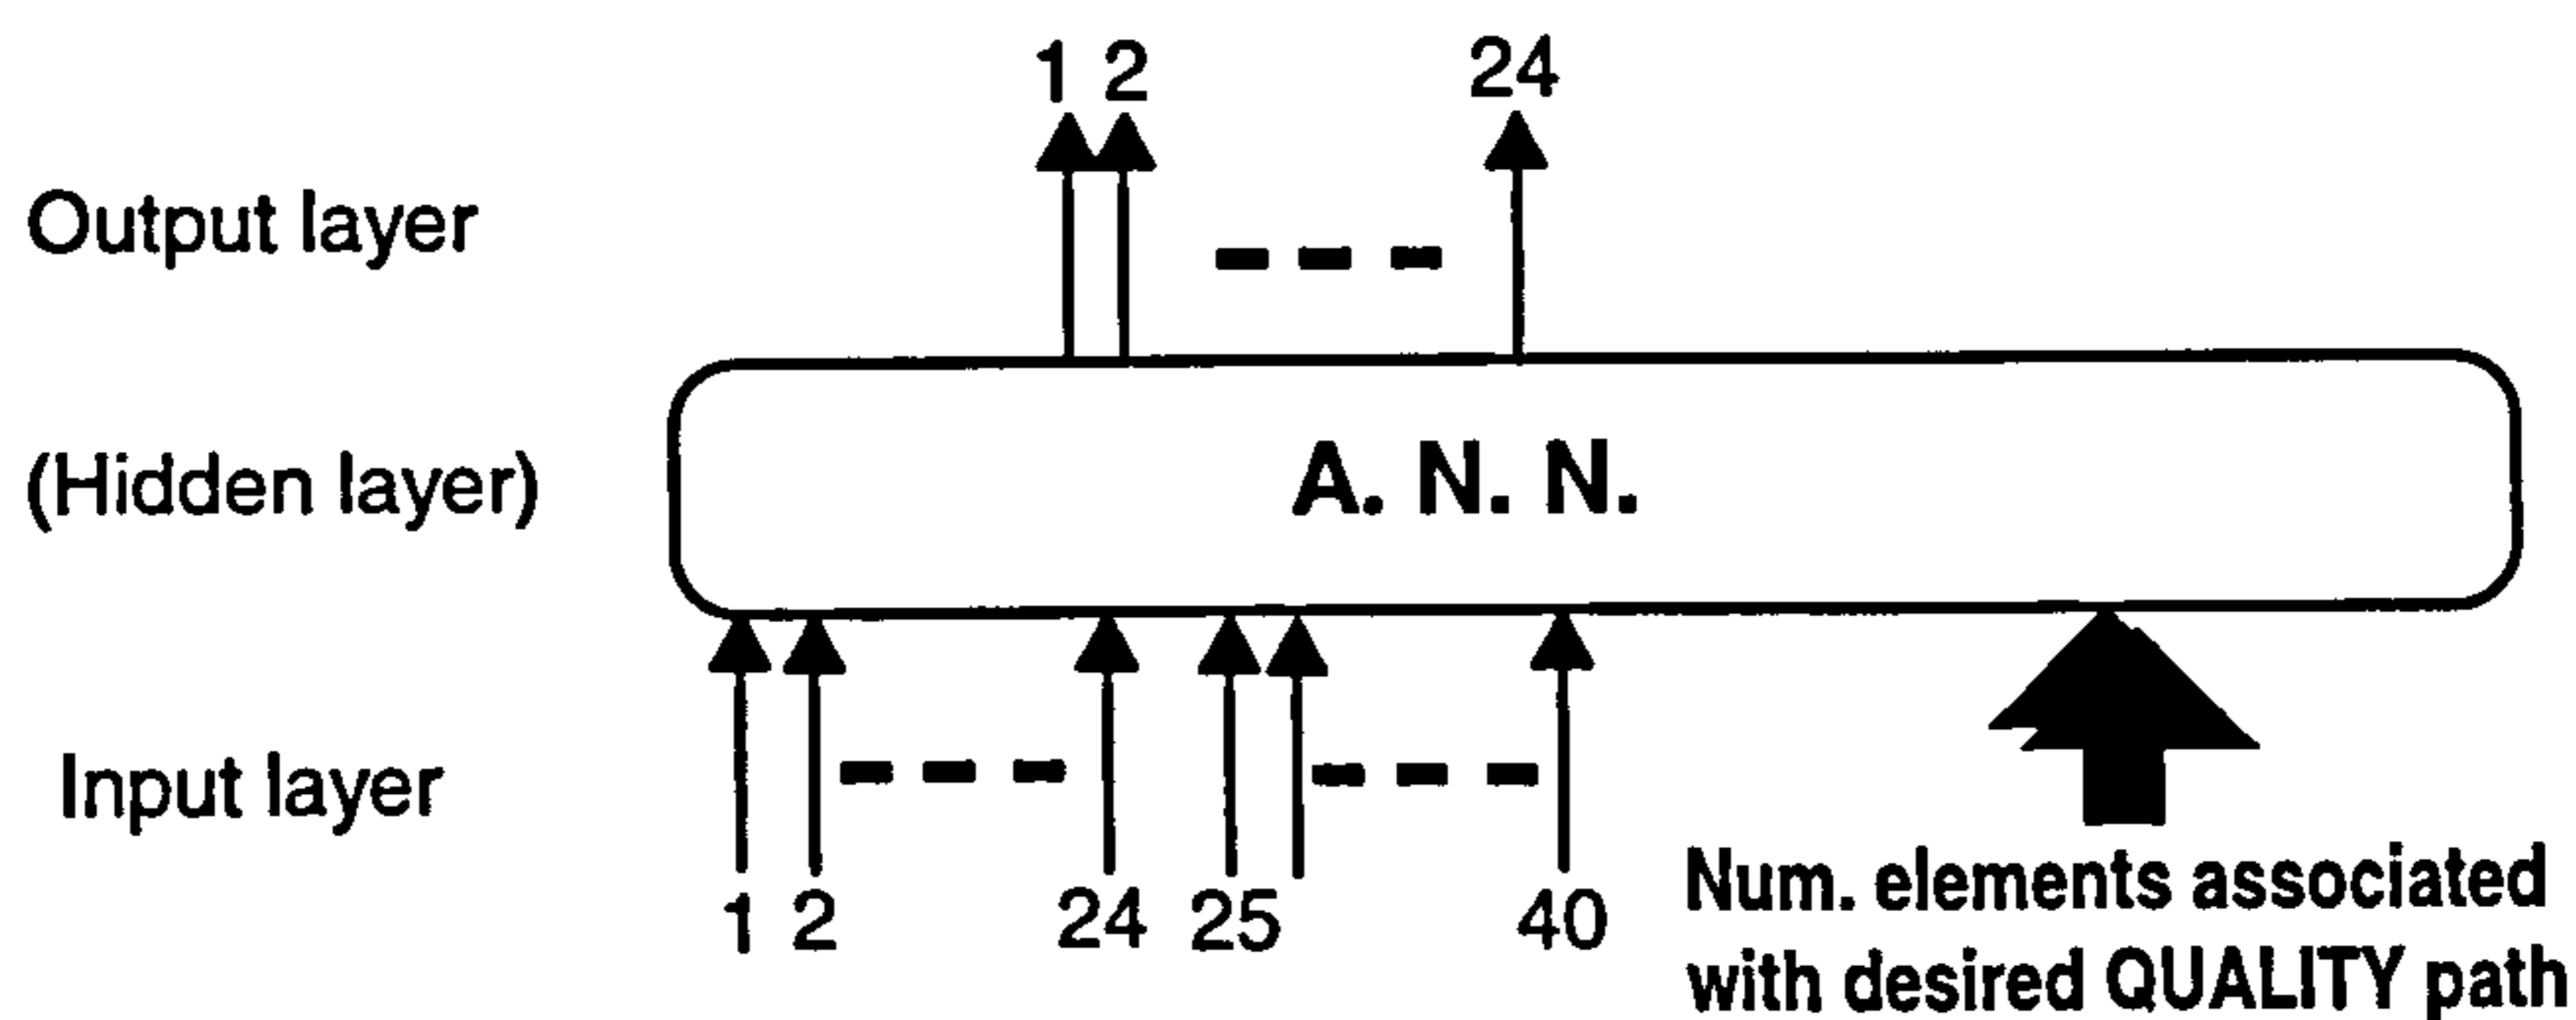 1 2 24
Output layer
(Hidden layer)
A. N. N.
Input layer
1 2 24 25 40
Num. elements associated
with desired QUALITY path